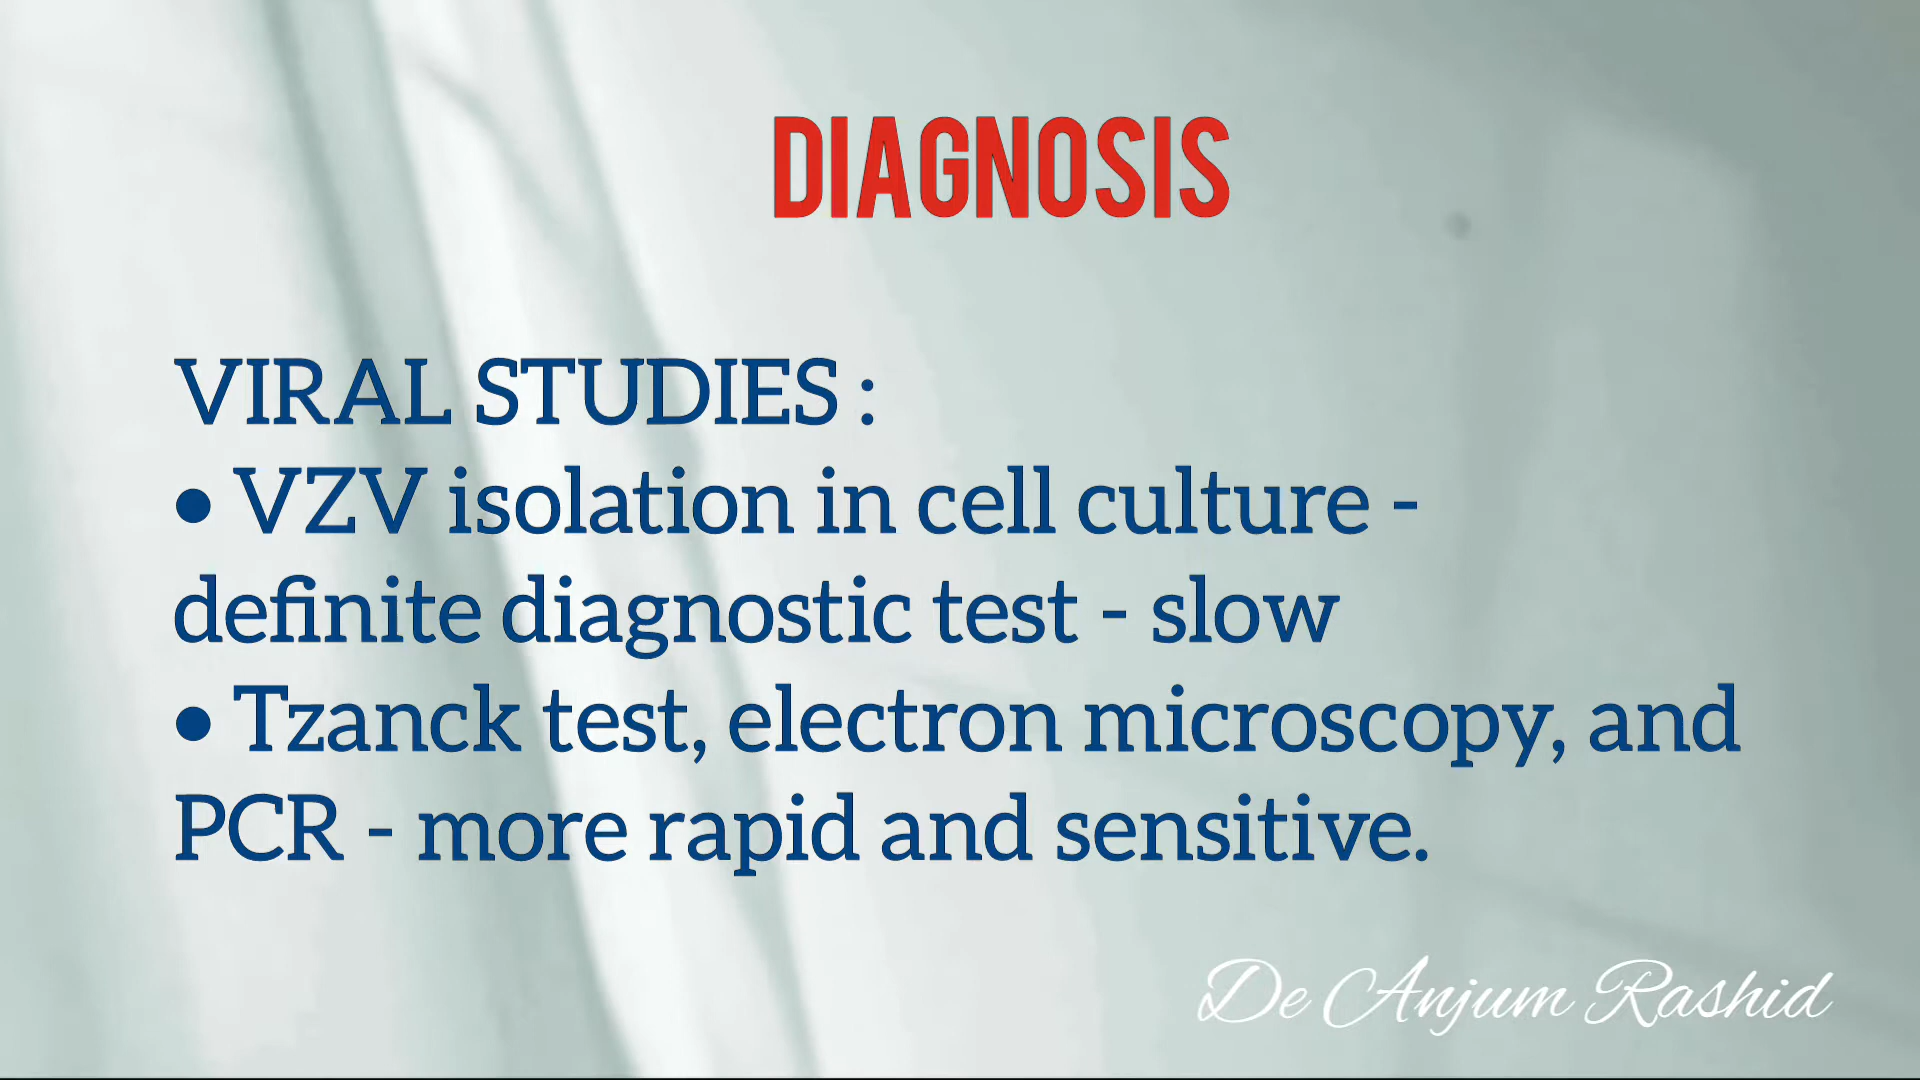 DIAGNOSIS
VIRAL STUDIES :
• VZV isolation in cell culture -
definite diagnostic test - slow
• Tzanck test, electron microscopy, and
PCR - more rapid and sensitive.
De Anjum Rashid